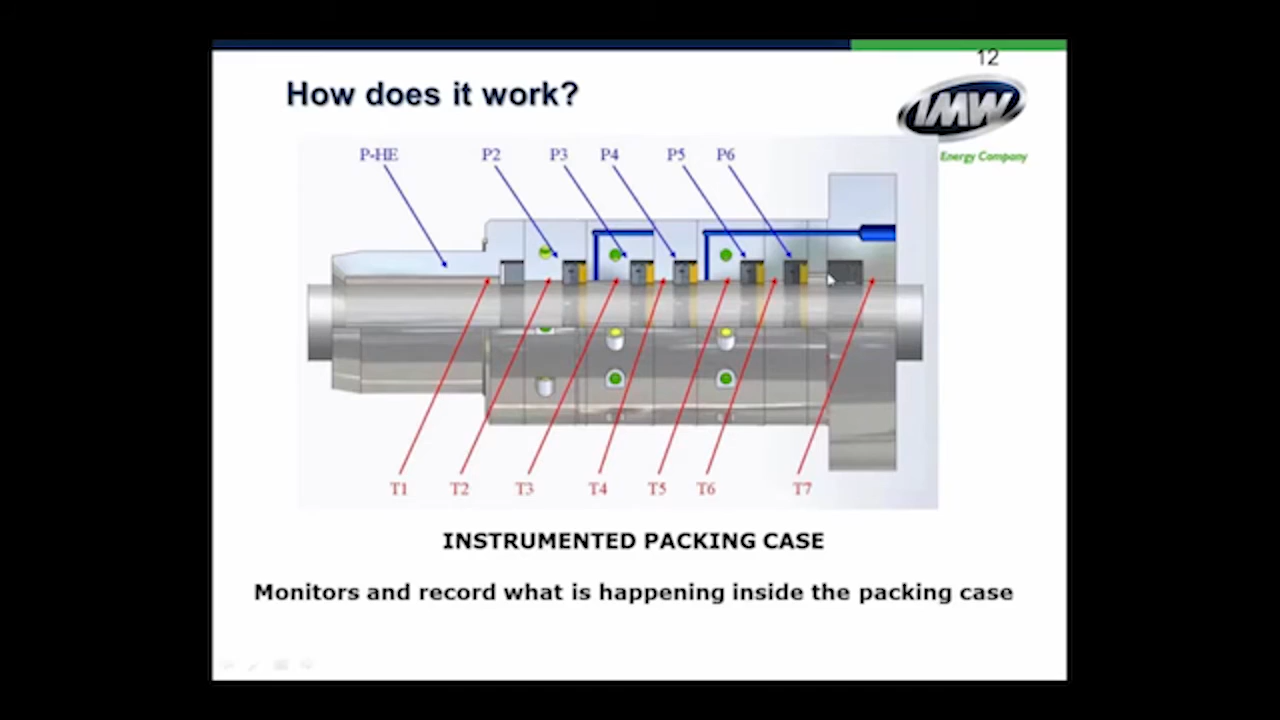 12
How does it work?
IMW
Energy Company
P-HE P2 P3 P4 P5 P6
T1 T2 T3 T4 T5 T6 T7
INSTRUMENTED PACKING CASE
Monitors and record what is happening inside the packing case